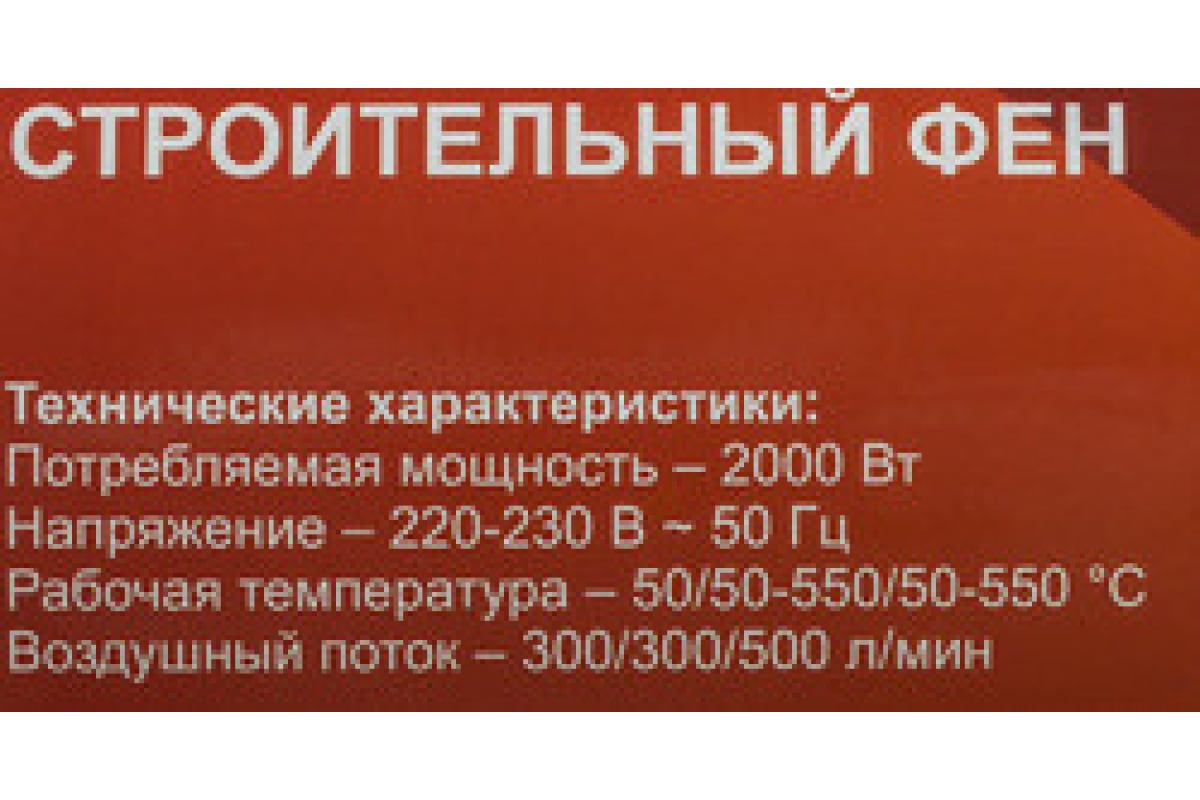 СТРОИТЕЛЬНЫЙ ФЕН
Технические характеристики:
Потребляемая мощность – 2000 Вт
Напряжение – 220-230 В ~ 50 Гц
Рабочая температура – 50/50-550/50-550 °С
Воздушный поток – 300/300/500 л/мин